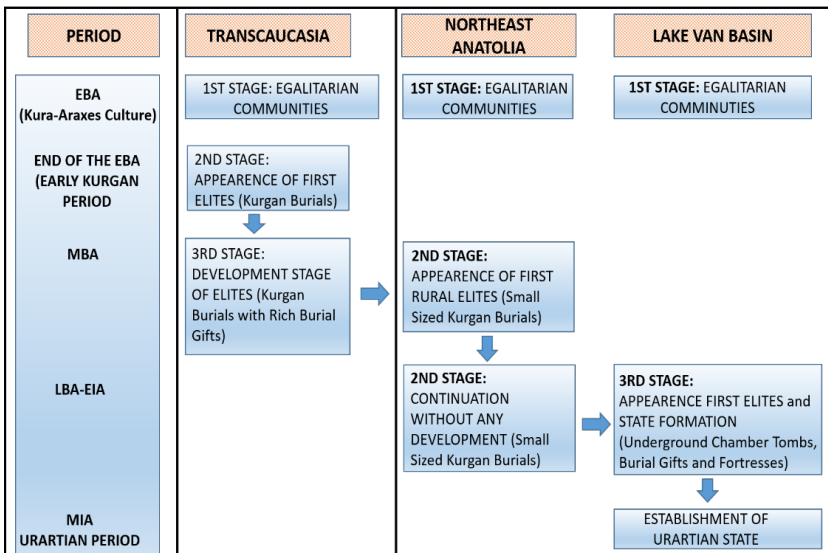 PERIOD
TRANSCAUCASIA
NORTHEAST
ANATOLIA
LAKE VAN BASIN
EBA
(Kura-Araxes Culture)
1ST STAGE: EGALITARIAN
COMMUNITIES
1ST STAGE: EGALITARIAN
COMMUNITIES
1ST STAGE: EGALITARIAN
COMMINUTIES
END OF THE EBA
(EARLY KURGAN
PERIOD
2ND STAGE:
APPEARENCE OF FIRST
ELITES (Kurgan Burials)
MBA
3RD STAGE:
DEVELOPMENT STAGE
OF ELITES (Kurgan
Burials with Rich Burial
Gifts)
2ND STAGE:
APPEARENCE OF FIRST
RURAL ELITES (Small
Sized Kurgan Burials)
LBA-EIA
2ND STAGE:
CONTINUATION
WITHOUT ANY
DEVELOPMENT (Small
Sized Kurgan Burials)
3RD STAGE:
APPEARENCE FIRST ELITES and
STATE FORMATION
(Underground Chamber Tombs,
Burial Gifts and Fortresses)
MIA
URARTIAN PERIOD
ESTABLISHMENT OF
URARTIAN STATE